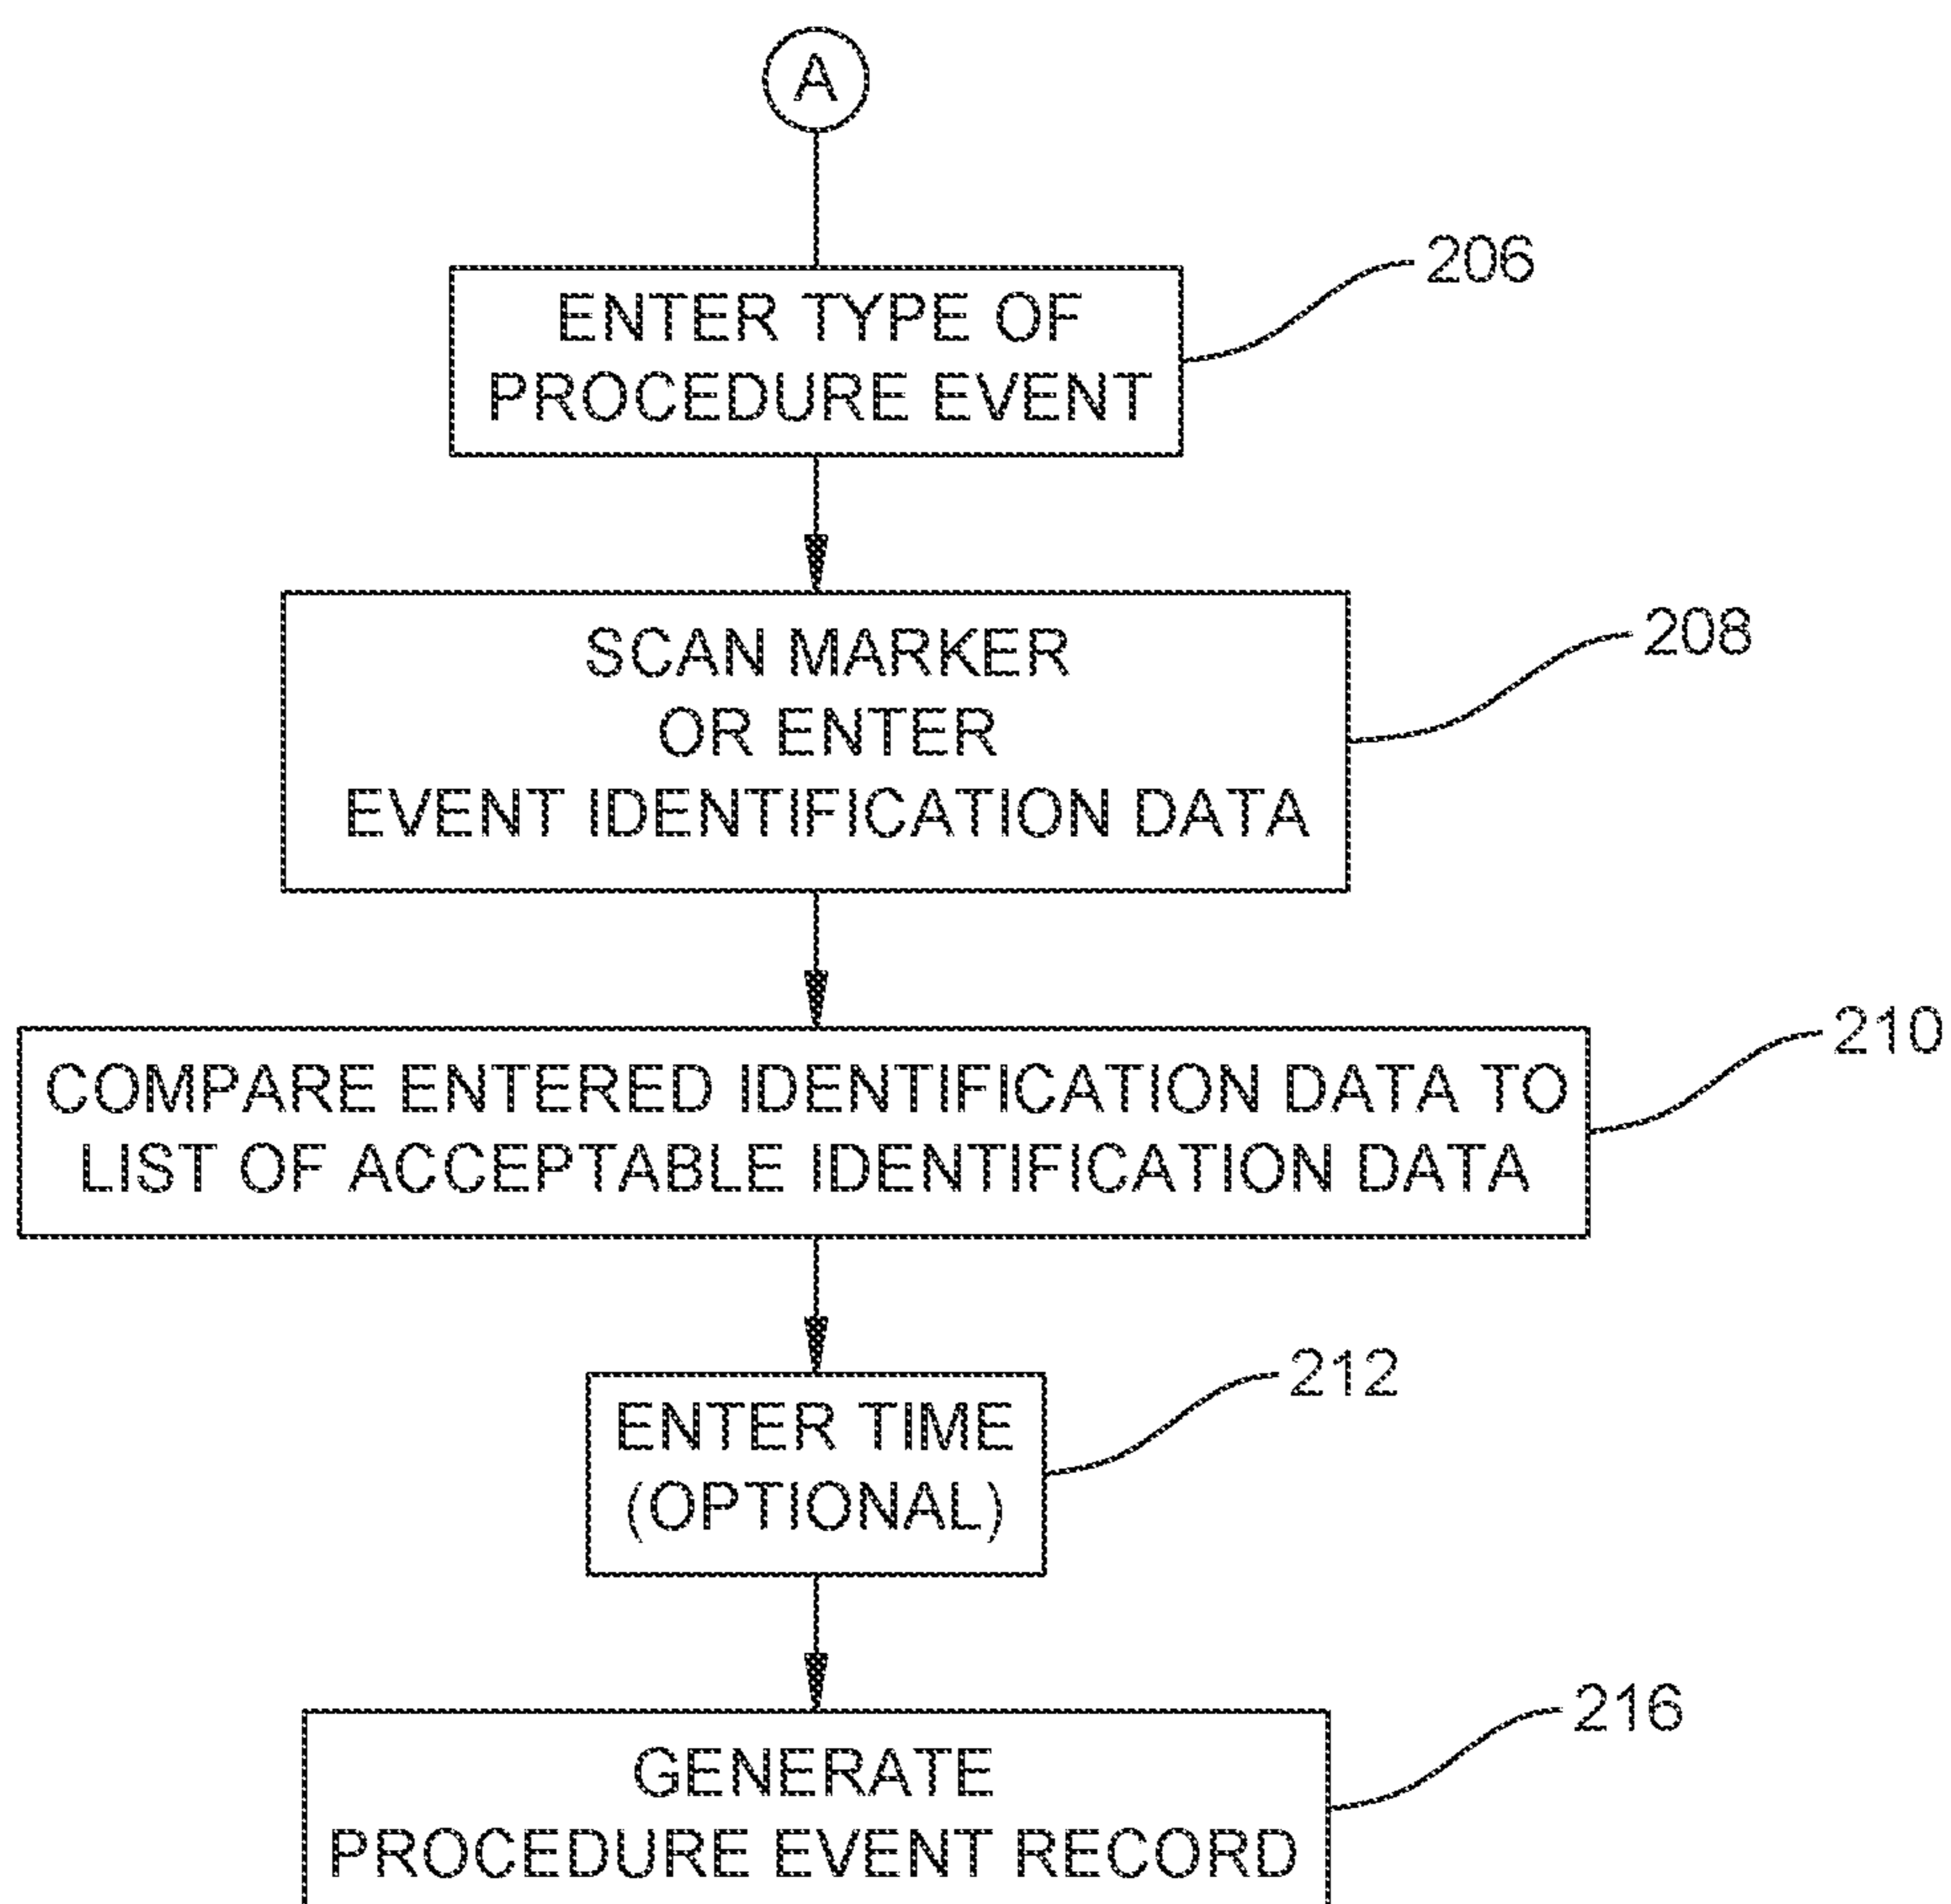 A
206
ENTER TYPE OF
PROCEDURE EVENT
208
SCAN MARKER
OR ENTER
EVENT IDENTIFICATION DATA
210
COMPARE ENTERED IDENTIFICATION DATA TO
LIST OF ACCEPTABLE IDENTIFICATION DATA
212
ENTER TIME
(OPTIONAL)
216
GENERATE
PROCEDURE EVENT RECORD